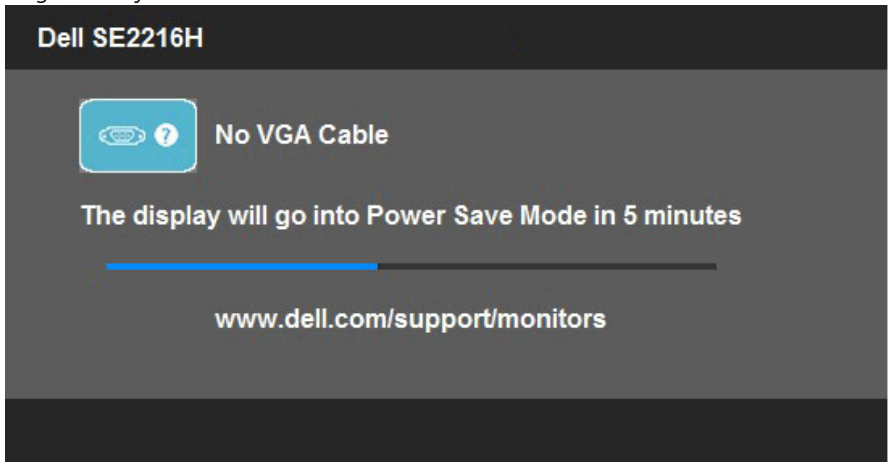 Dell SE2216H
?
No VGA Cable
The display will go into Power Save Mode in 5 minutes
www.dell.com/support/monitors